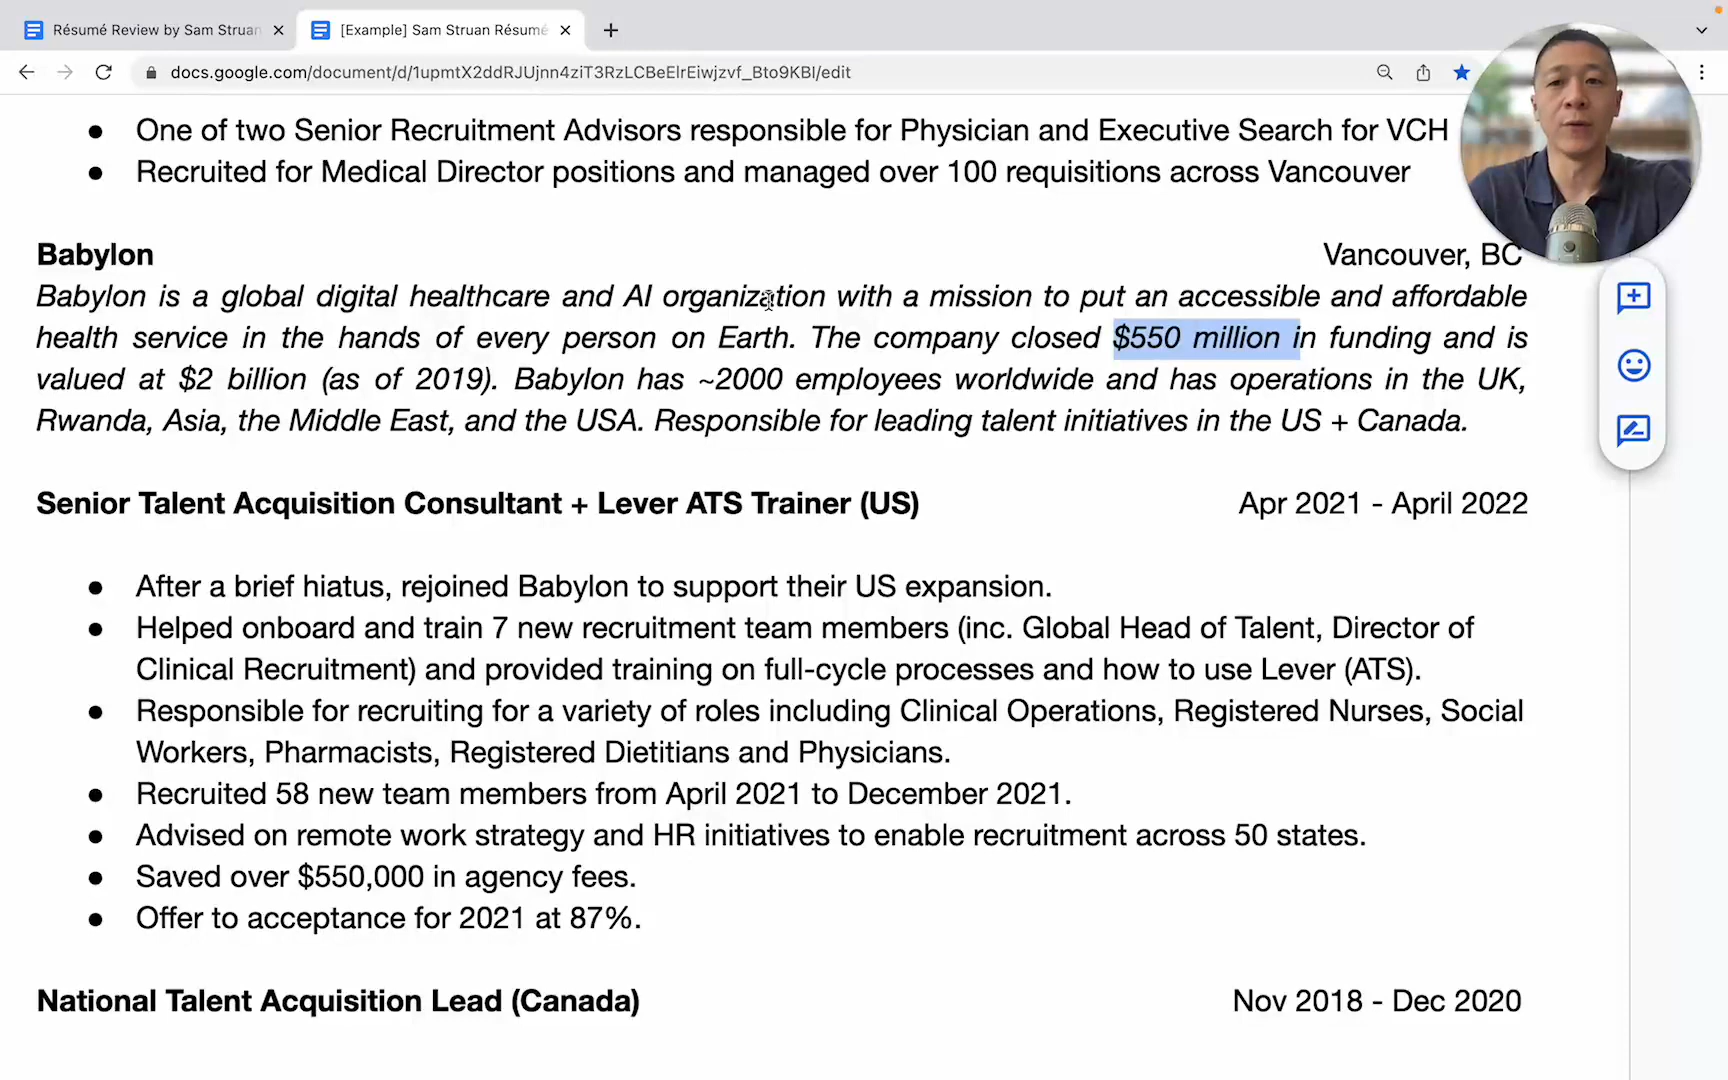 Résumé Review by Sam Struan
[Example] Sam Struan Résumé
docs.google.com/document/d/1upmtX2ddRJUjnn4ziT3RzLCBeElrEiwjzvf_Bto9KBI/edit
● One of two Senior Recruitment Advisors responsible for Physician and Executive Search for VCH
● Recruited for Medical Director positions and managed over 100 requisitions across Vancouver
Babylon Vancouver, BC
Babylon is a global digital healthcare and AI organization with a mission to put an accessible and affordable
health service in the hands of every person on Earth. The company closed $550 million in funding and is
valued at $2 billion (as of 2019). Babylon has ~2000 employees worldwide and has operations in the UK,
Rwanda, Asia, the Middle East, and the USA. Responsible for leading talent initiatives in the US + Canada.
Senior Talent Acquisition Consultant + Lever ATS Trainer (US) Apr 2021 - April 2022
● After a brief hiatus, rejoined Babylon to support their US expansion.
● Helped onboard and train 7 new recruitment team members (inc. Global Head of Talent, Director of
Clinical Recruitment) and provided training on full-cycle processes and how to use Lever (ATS).
● Responsible for recruiting for a variety of roles including Clinical Operations, Registered Nurses, Social
Workers, Pharmacists, Registered Dietitians and Physicians.
● Recruited 58 new team members from April 2021 to December 2021.
● Advised on remote work strategy and HR initiatives to enable recruitment across 50 states.
● Saved over $550,000 in agency fees.
● Offer to acceptance for 2021 at 87%.
National Talent Acquisition Lead (Canada) Nov 2018 - Dec 2020